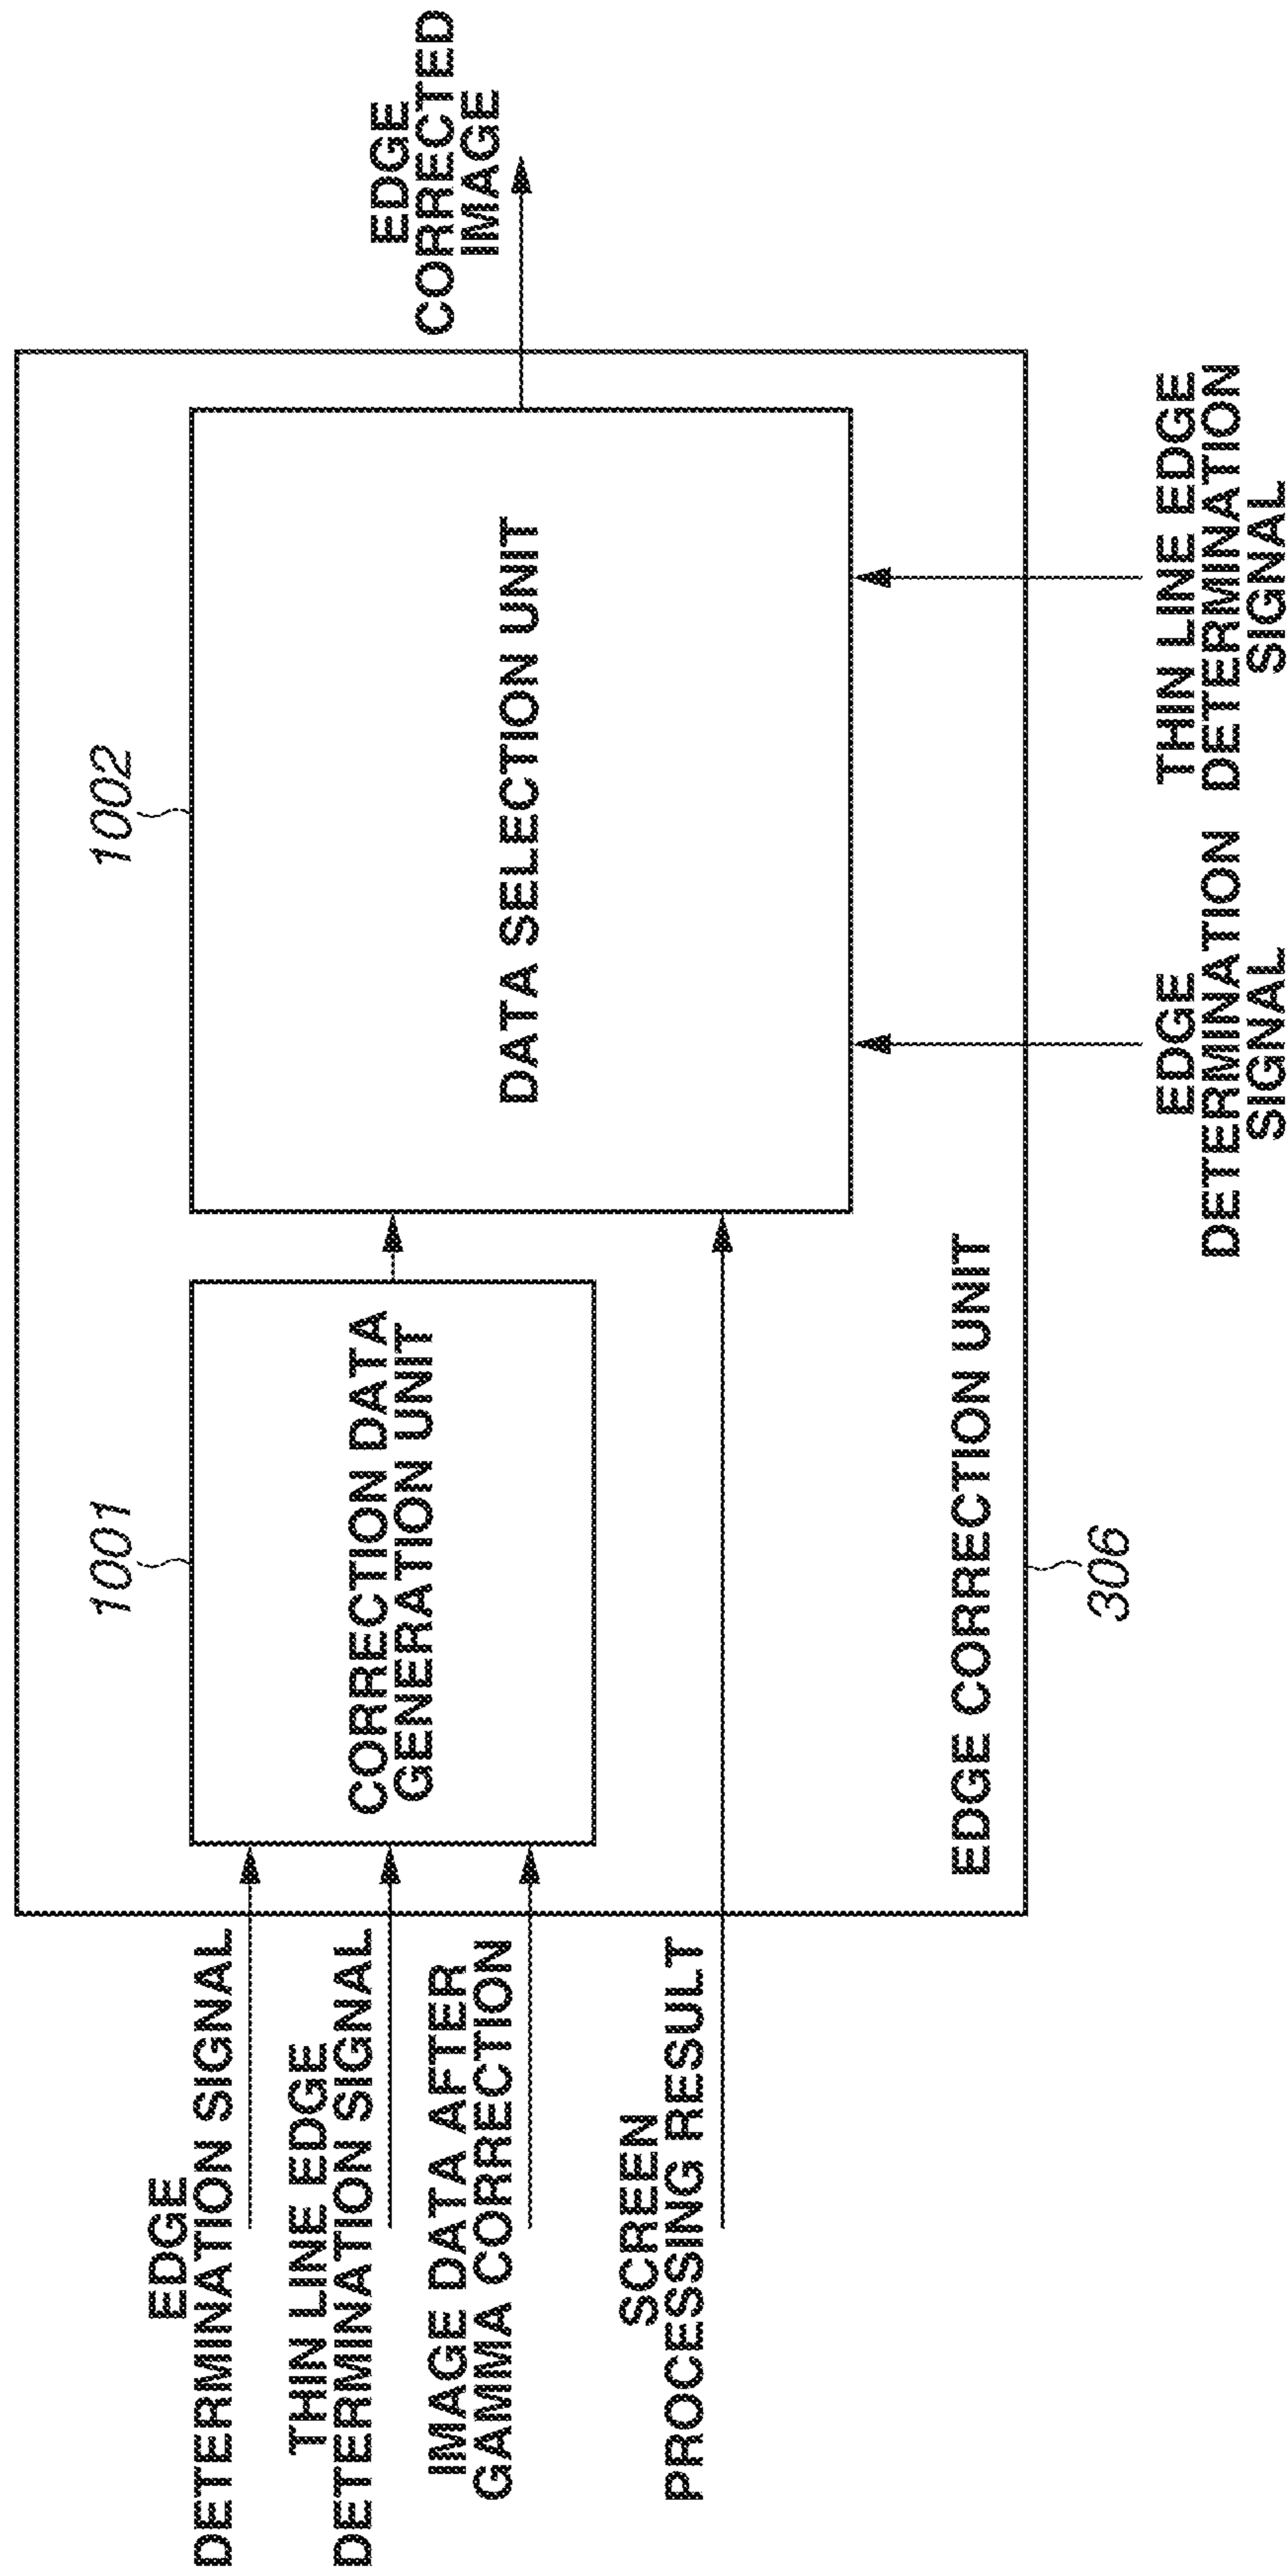 EDGE
DETERMINATION SIGNAL
THIN LINE EDGE
DETERMINATION SIGNAL
IMAGE DATA AFTER
GAMMA CORRECTION
SCREEN
PROCESSING RESULT
1001
CORRECTION DATA
GENERATION UNIT
1002
DATA SELECTION UNIT
EDGE
CORRECTED
IMAGE
EDGE CORRECTION UNIT
306
EDGE
DETERMINATION
SIGNAL
THIN LINE EDGE
DETERMINATION
SIGNAL